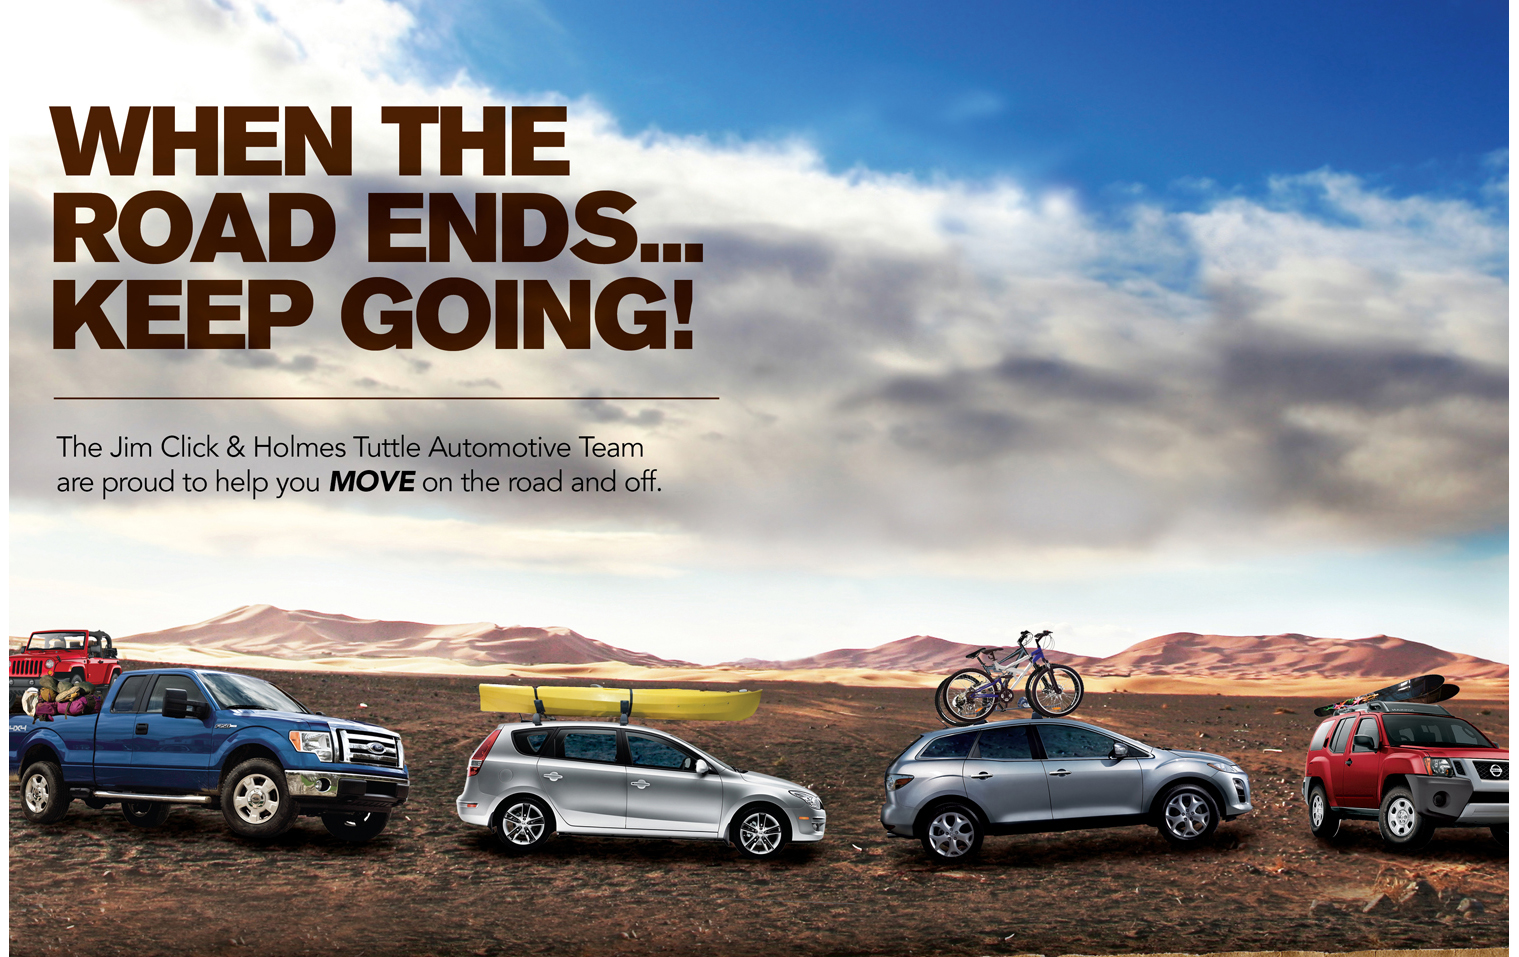 WHEN THE
ROAD ENDS...
KEEP GOING!
The Jim Click & Holmes Tuttle Automotive Team
are proud to help you MOVE on the road and off.